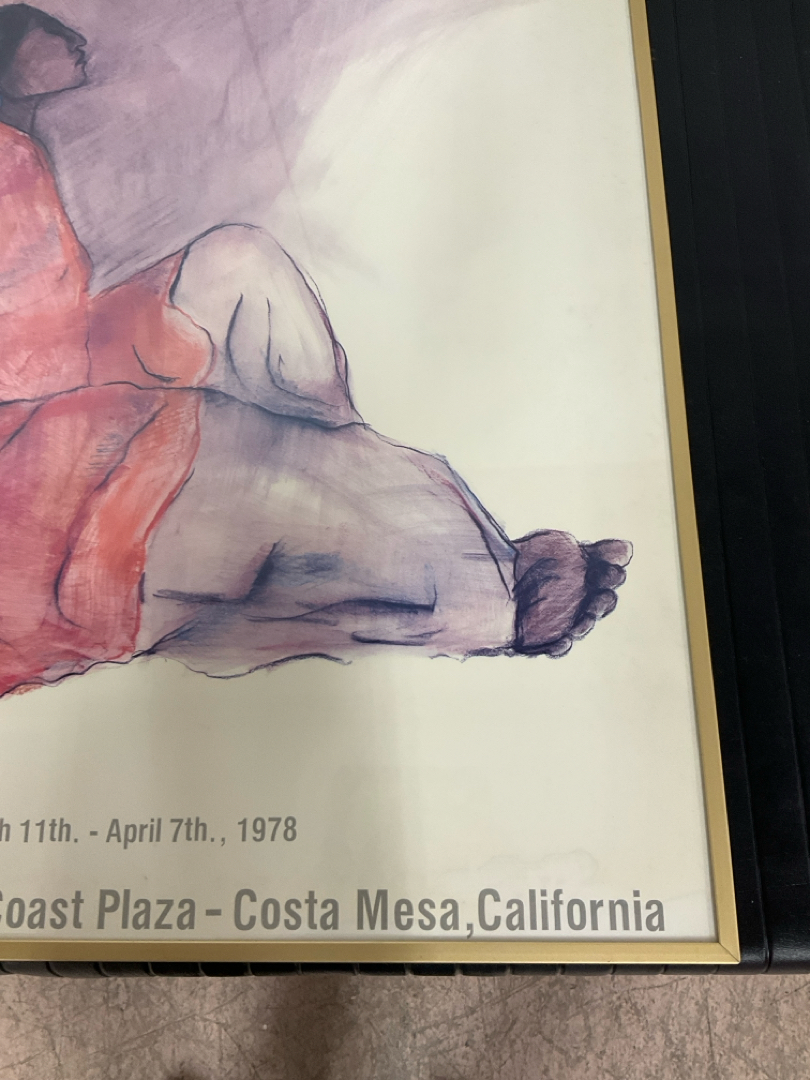 h 11th. - April 7th., 1978
Coast Plaza - Costa Mesa,California